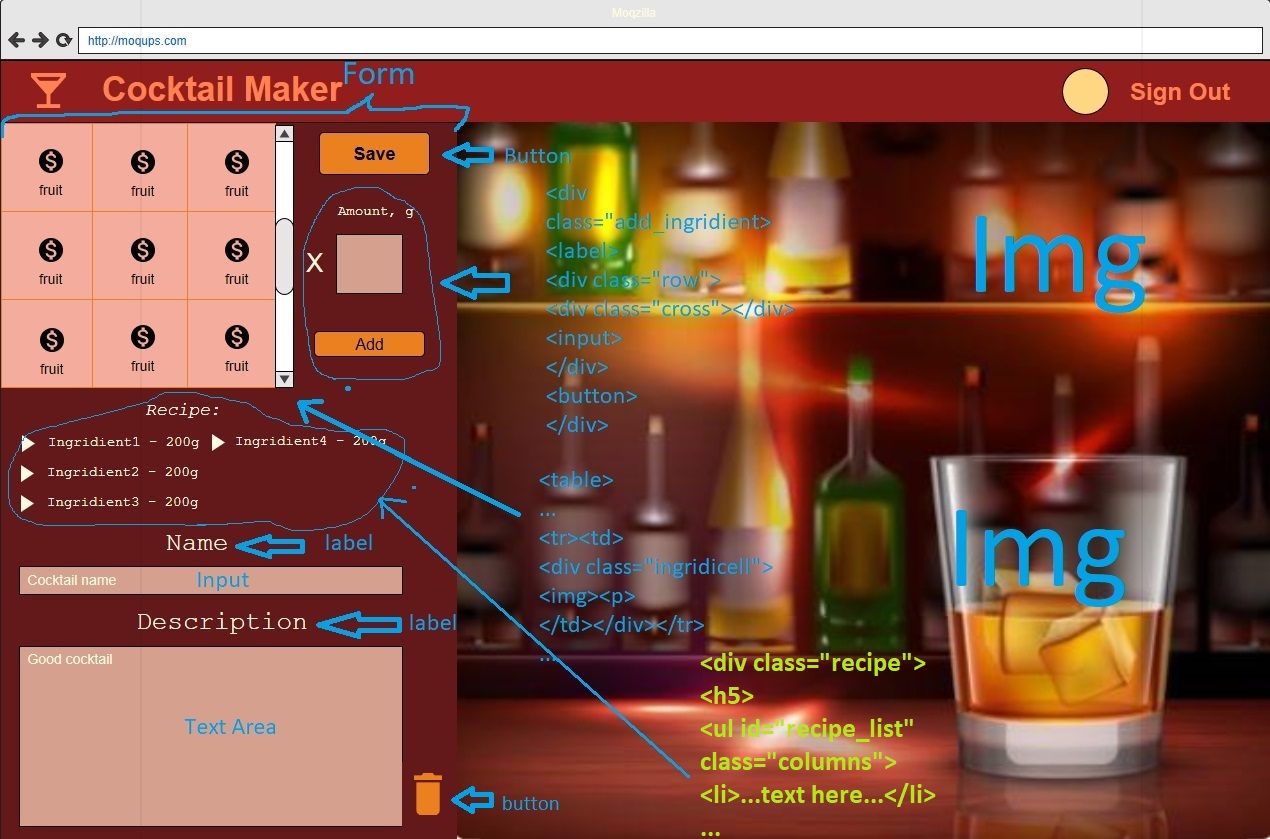 Moqzilla
http://moqups.com
Cocktail Maker
Form
Sign Out
fruit fruit fruit
fruit fruit fruit
fruit fruit fruit
Save
Button
Amount, g
X
Add
<div
class="add_ingridient>
<label>
<div class="row">
<div class="cross"></div>
<input>
</div>
<button>
</div>
Img
Recipe:
Ingridient1 - 200g
Ingridient4 - 200g
Ingridient2 - 200g
Ingridient3 - 200g
<table>
...
<tr><td>
<div class="ingridicell">
<img><p>
</td></div></tr>
...
Img
Name
label
Cocktail name
Input
Description
label
Good cocktail
Text Area
button
<div class="recipe">
<h5>
<ul id="recipe_list"
class="columns">
<li>...text here...</li>
...